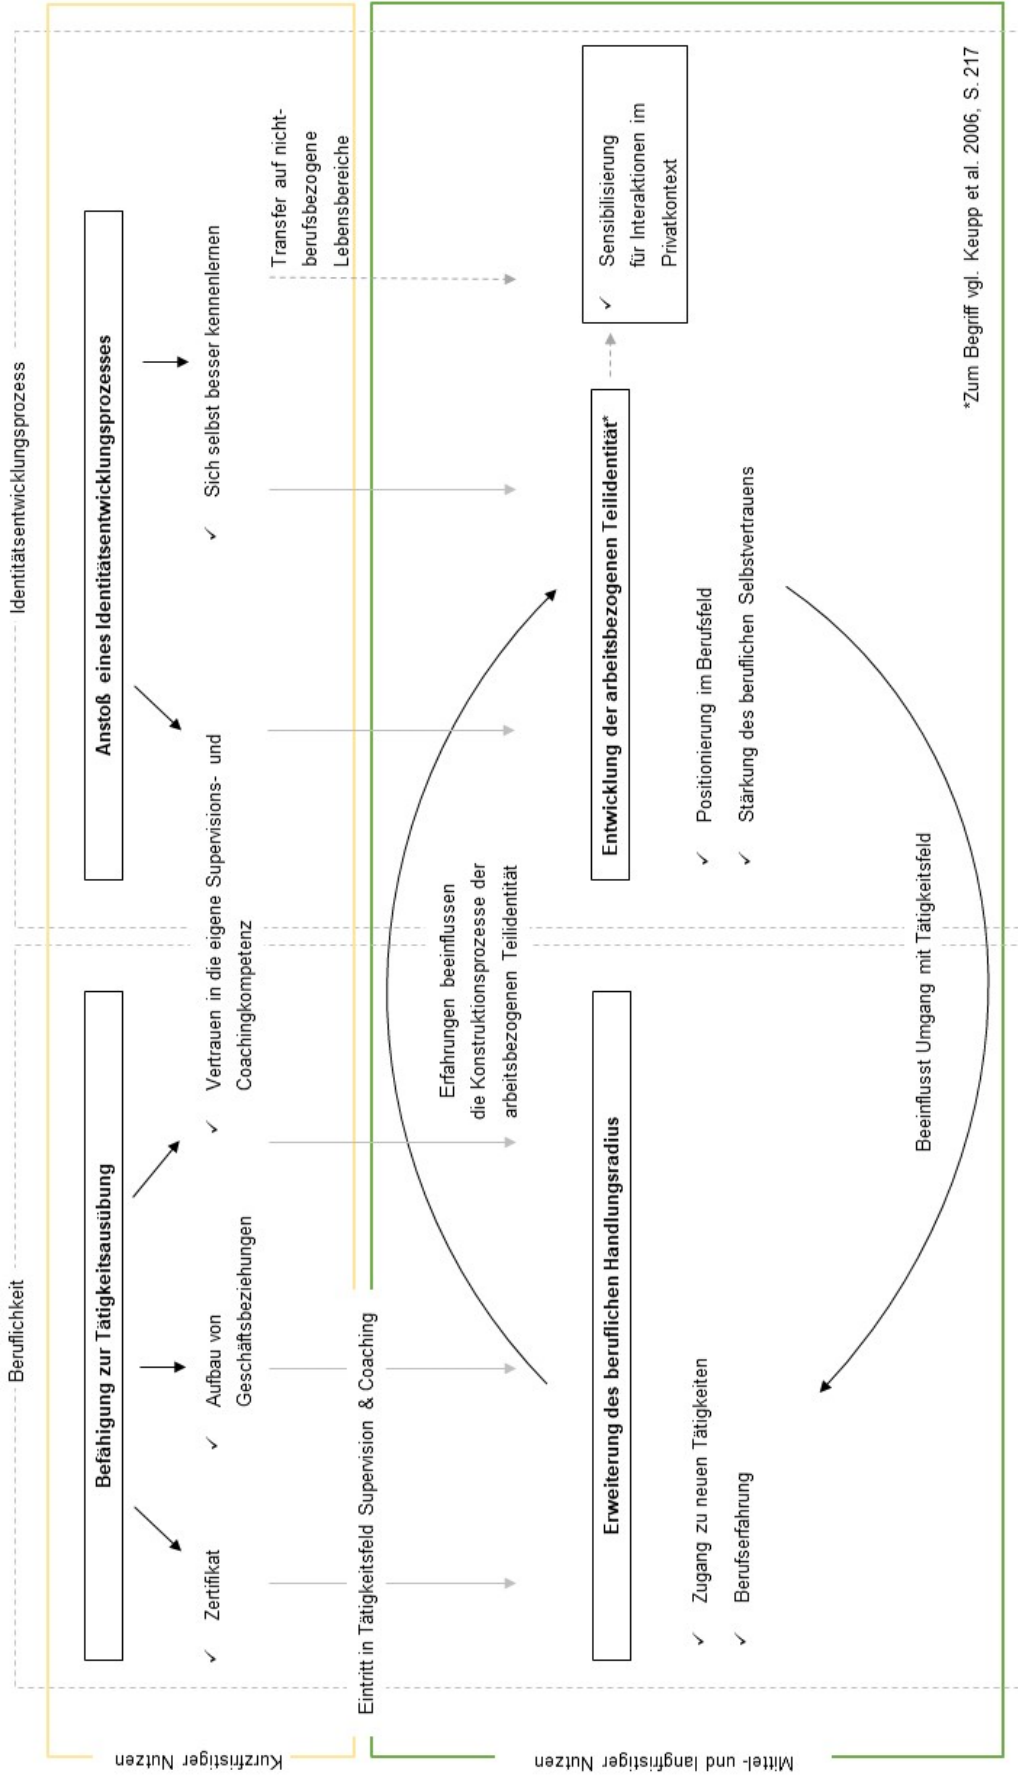 Beruflichkeit
Identitätsentwicklungsprozess
Kurzfristiger Nutzen
Befähigung zur Tätigkeitsausübung
Anstoß eines Identitätsentwicklungsprozesses
✓ Zertifikat
✓ Aufbau von
Geschäftsbeziehungen
✓ Vertrauen in die eigene Supervisions- und
Coachingkompetenz
✓ Sich selbst besser kennenlernen
Transfer auf nicht-
berufsbezogene
Lebensbereiche
Eintritt in Tätigkeitsfeld Supervision & Coaching
Mittel- und langfristiger Nutzen
Erfahrungen beeinflussen
die Konstruktionsprozesse der
arbeitsbezogenen Teilidentität
Erweiterung des beruflichen Handlungsradius
Entwicklung der arbeitsbezogenen Teilidentität*
✓ Sensibilisierung
für Interaktionen im
Privatkontext
✓ Zugang zu neuen Tätigkeiten
✓ Berufserfahrung
✓ Positionierung im Berufsfeld
✓ Stärkung des beruflichen Selbstvertrauens
Beeinflusst Umgang mit Tätigkeitsfeld
*Zum Begriff vgl. Keupp et al. 2006, S. 217